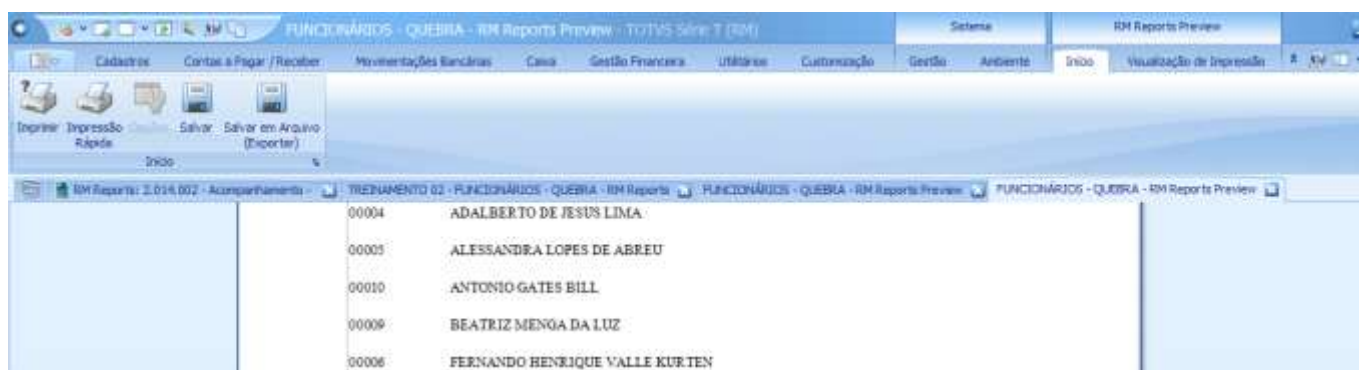 FUNCIONÁRIOS - QUEBRA - RM Reports Preview - TOTVS Série T (RM)
Sistema
RM Reports Preview
Cadastros Contas a Pagar / Receber Movimentações Bancárias Caixa Gestão Financeira Utilitários Customização Gestão Ambiente Início Visualização de Impressão
Imprimir Impressão Rápida Salvar Salvar em Arquivo (Exporter)
Início
RM Reports: 2.014.002 - Acompanhamento - TREINAMENTO 02 - FUNCIONÁRIOS - QUEBRA - RM Reports FUNCIONÁRIOS - QUEBRA - RM Reports Preview FUNCIONÁRIOS - QUEBRA - RM Reports Preview
00004 ADALBERTO DE JESUS LIMA
00005 ALESSANDRA LOPES DE ABREU
00010 ANTONIO GATES BILL
00009 BEATRIZ MENGA DA LUZ
00006 FERNANDO HENRIQUE VALLE KURTEN